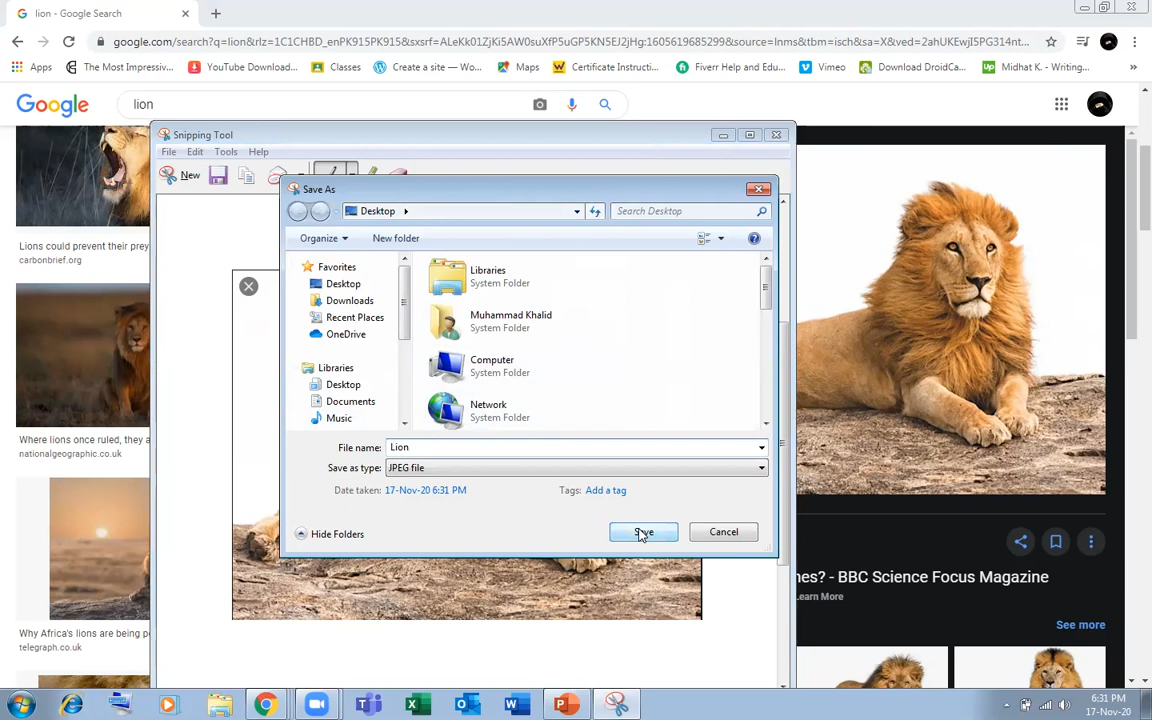 lion - Google Search
google.com/search?q=lion&rlz=1C1CHBD_enPK915PK915&sxsrf=ALeKk01ZjKi5AW0suXfP5uGP5KN5EJ2jHg:1605619685299&source=lnms&tbm=isch&sa=X&ved=2ahUKEwjI5PG314nt...
Apps
The Most Impressiv...
YouTube Download...
Classes
Create a site — Wo...
Maps
Certificate Instructi...
Fiverr Help and Edu...
Vimeo
Download DroidCa...
Midhat K. - Writing...
Google
lion
Snipping Tool
File Edit Tools Help
New
Save As
Desktop
Search Desktop
Organize
New folder
Favorites
Desktop
Downloads
Recent Places
OneDrive
Libraries
Desktop
Documents
Music
Libraries
System Folder
Muhammad Khalid
System Folder
Computer
System Folder
Network
System Folder
File name: Lion
Save as type: JPEG file
Date taken: 17-Nov-20 6:31 PM
Tags: Add a tag
Hide Folders
Save
Cancel
Lions could prevent their prey
carbonbrief.org
Where lions once ruled, they a
nationalgeographic.co.uk
Why Africa's lions are being p
telegraph.co.uk
nes? - BBC Science Focus Magazine
Learn More
See more
6:31 PM
17-Nov-20